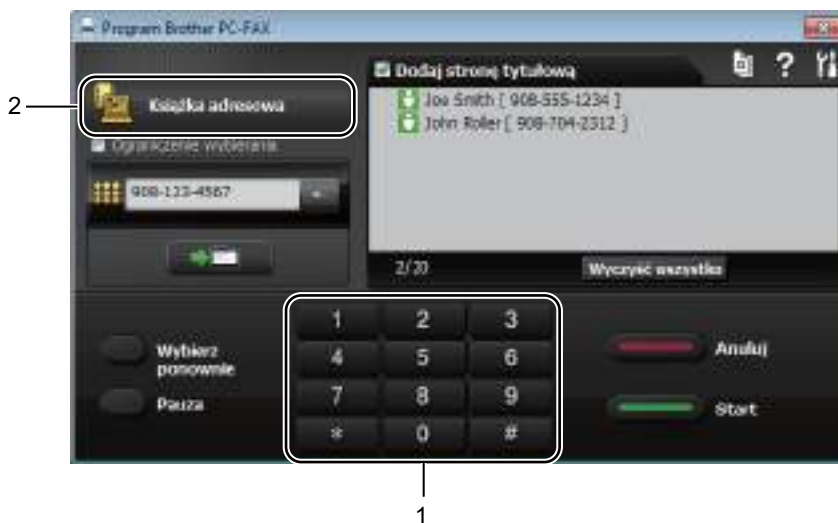 Program Brother PC-FAX
2
Książka adresowa
Ograniczenie wybierania
908-123-4567
Dodaj stronę tytułową
?
Joe Smith [ 908-555-1234 ]
John Roller [ 908-704-2312 ]
2/20
Wyczyść wszystko
Wybierz
ponownie
Pauza
1 2 3
4 5 6
7 8 9
* 0 #
Anuluj
Start
1